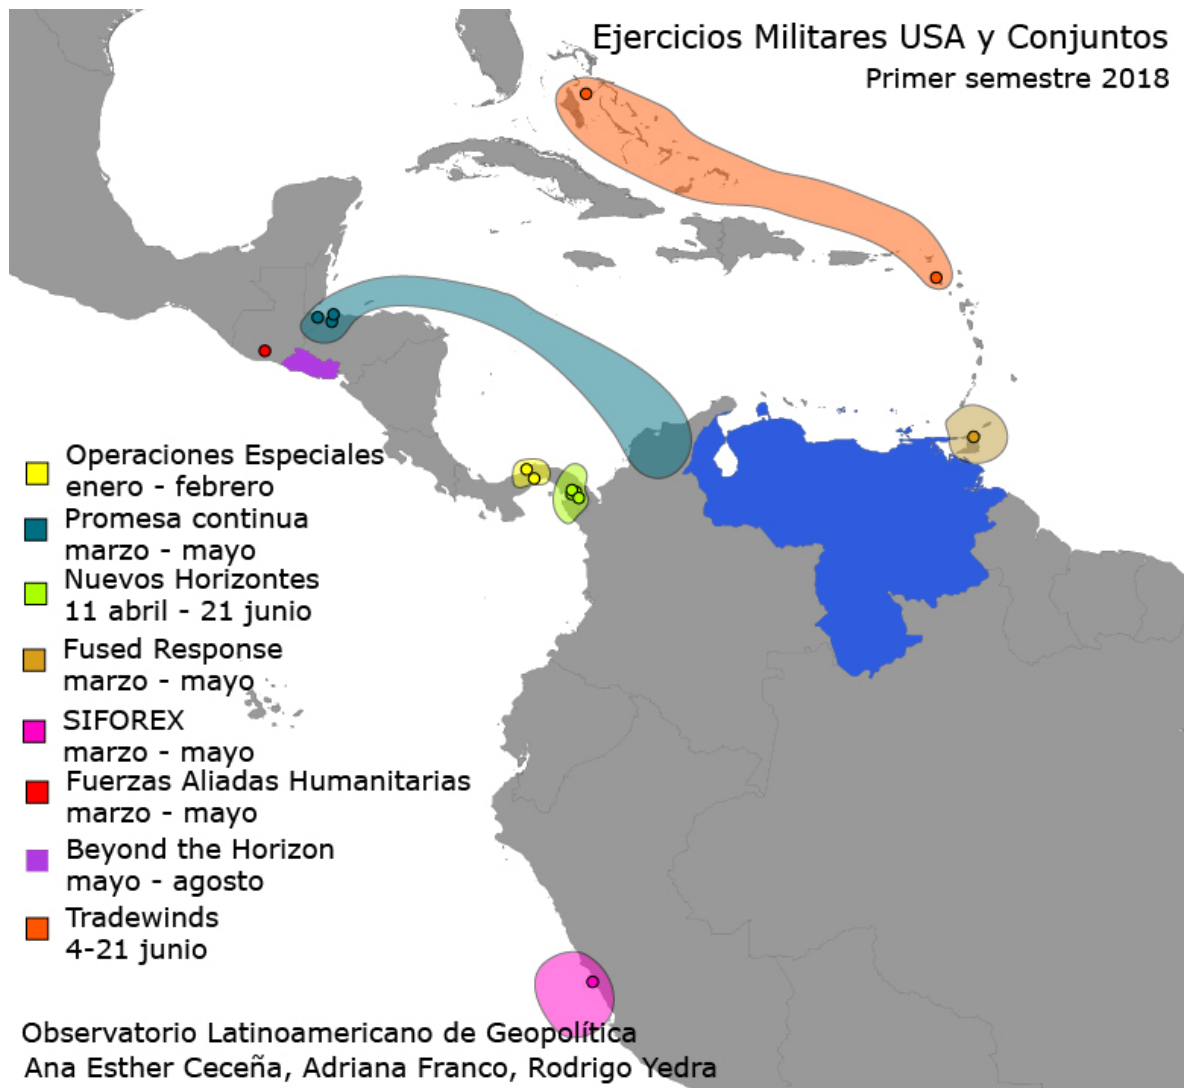 Ejercicios Militares USA y Conjuntos
Primer semestre 2018
Operaciones Especiales
enero - febrero
Promesa continua
marzo - mayo
Nuevos Horizontes
11 abril - 21 junio
Fused Response
marzo - mayo
SIFOREX
marzo - mayo
Fuerzas Aliadas Humanitarias
marzo - mayo
Beyond the Horizon
mayo - agosto
Tradewinds
4-21 junio
Observatorio Latinoamericano de Geopolítica
Ana Esther Ceceña, Adriana Franco, Rodrigo Yedra